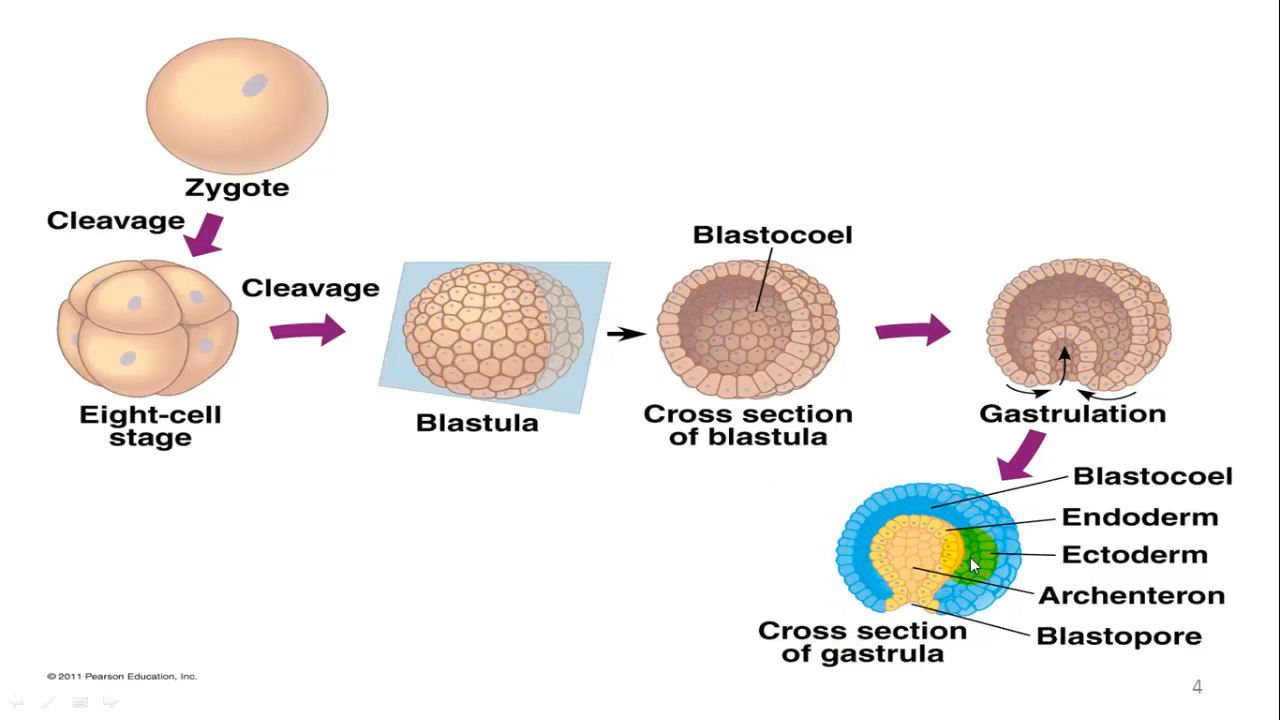 Zygote
Cleavage
Cleavage
Eight-cell
stage
Blastula
Blastocoel
Cross section
of blastula
Gastrulation
Blastocoel
Endoderm
Ectoderm
Archenteron
Blastopore
Cross section
of gastrula
© 2011 Pearson Education, Inc.
4